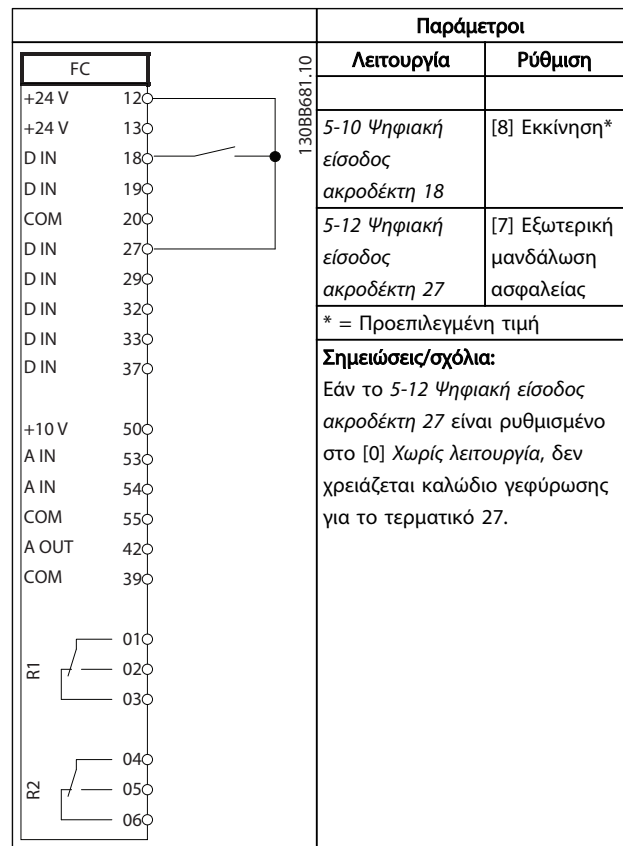 Παράμετροι
FC
130BB681.10
Λειτουργία Ρύθμιση
+24 V 12
+24 V 13
D IN 18
D IN 19
COM 20
D IN 27
D IN 29
D IN 32
D IN 33
D IN 37
+10 V 50
A IN 53
A IN 54
COM 55
A OUT 42
COM 39
R1
01
02
03
R2
04
05
06
5-10 Ψηφιακή [8] Εκκίνηση*
είσοδος
ακροδέκτη 18
5-12 Ψηφιακή [7] Εξωτερική
είσοδος μανδάλωση
ακροδέκτη 27 ασφαλείας
* = Προεπιλεγμένη τιμή
Σημειώσεις/σχόλια:
Εάν το 5-12 Ψηφιακή είσοδος
ακροδέκτη 27 είναι ρυθμισμένο
στο [0] Χωρίς λειτουργία, δεν
χρειάζεται καλώδιο γεφύρωσης
για το τερματικό 27.